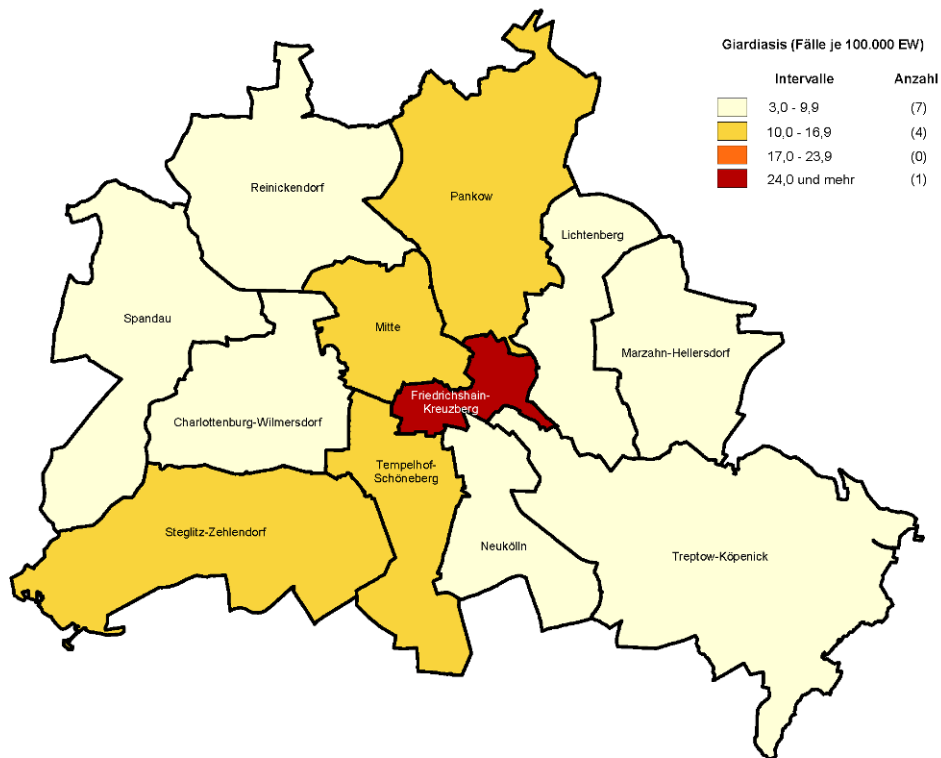 Giardiasis (Fälle je 100.000 EW)
Intervalle Anzahl
3,0 - 9,9 (7)
10,0 - 16,9 (4)
17,0 - 23,9 (0)
24,0 und mehr (1)
Reinickendorf
Pankow
Lichtenberg
Spandau
Mitte
Marzahn-Hellersdorf
Friedrichshain-
Kreuzberg
Charlottenburg-Wilmersdorf
Tempelhof-
Schöneberg
Steglitz-Zehlendorf
Neukölln
Treptow-Köpenick